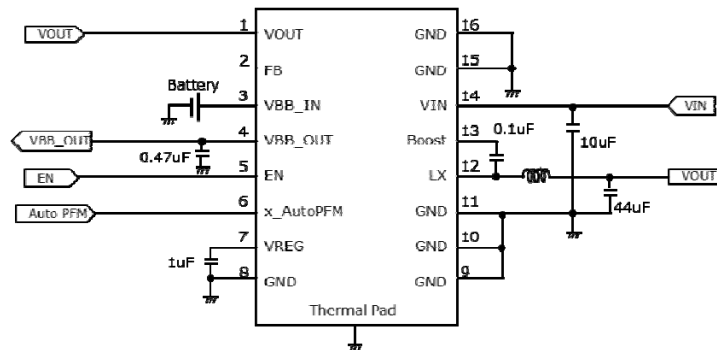 1 16
VOUT VOUT GND
2 15
FB GND
Battery 3 14
VBB_IN VIN VIN
0.1uF
4 13
VBB_OUT VBB_OUT Boost 10uF
0.47uF
5 12
EN EN LX VOUT
6 11
Auto PFM x_AutoPFM GND 44uF
7 10
VREG GND
1uF
8 9
GND GND
Thermal Pad